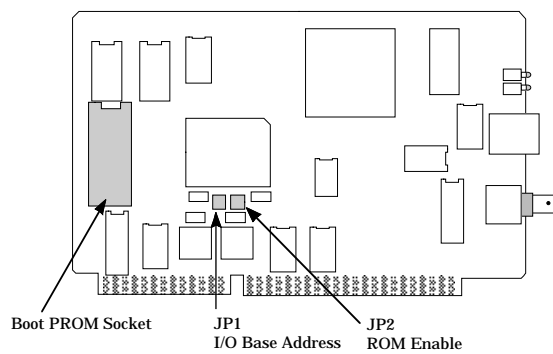 Boot PROM Socket
JP1
I/O Base Address
JP2
ROM Enable